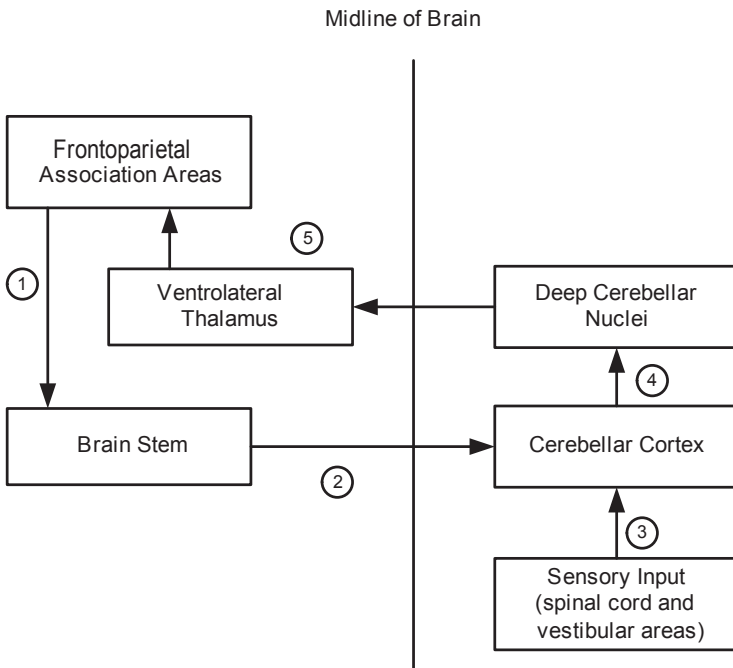 Midline of Brain
Frontoparietal
Association Areas
5
1
Ventrolateral
Thalamus
Deep Cerebellar
Nuclei
4
Brain Stem
Cerebellar Cortex
2
3
Sensory Input
(spinal cord and
vestibular areas)